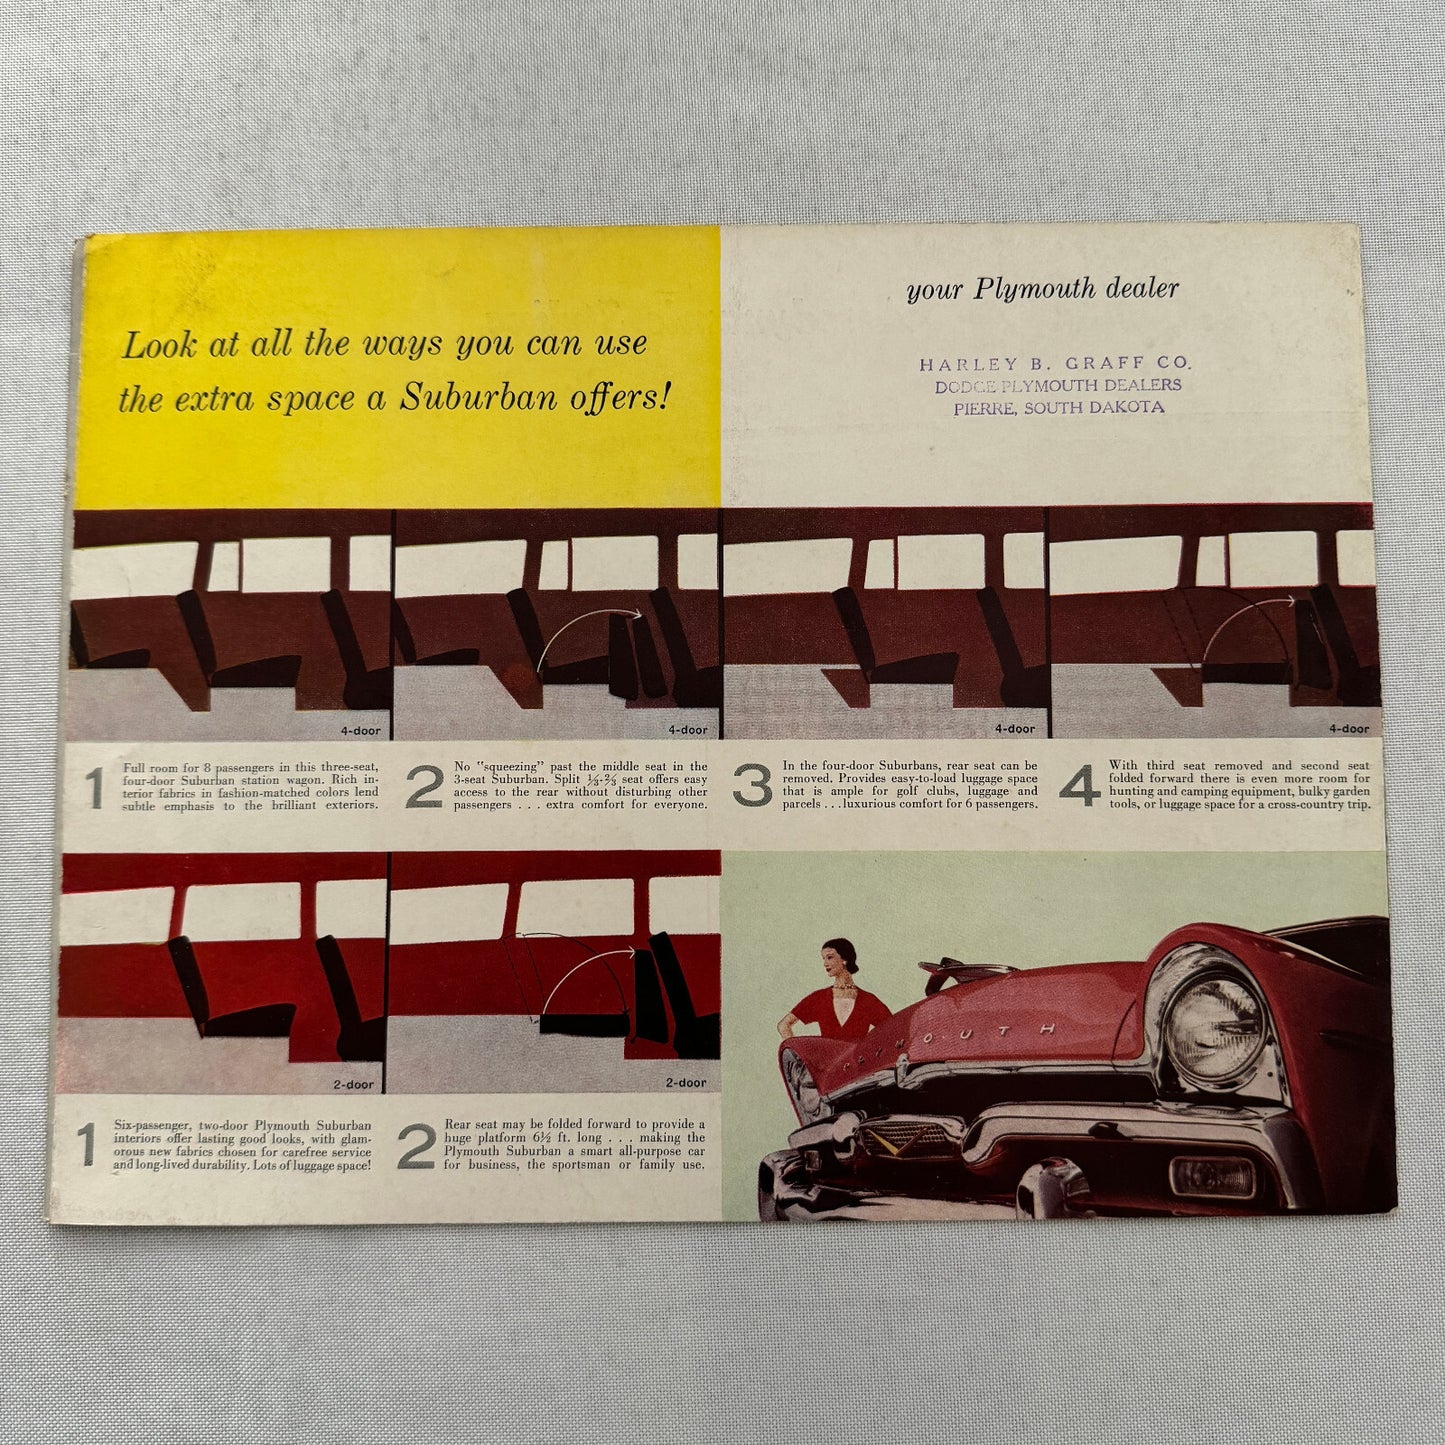 Look at all the ways you can use
the extra space a Suburban offers!
your Plymouth dealer
HARLEY B. GRAFF CO.
DODGE PLYMOUTH DEALERS
PIERRE, SOUTH DAKOTA
4-door
4-door
4-door
4-door
1
Full room for 8 passengers in this three-seat,
four-door Suburban station wagon. Rich in-
terior fabrics in fashion-matched colors lend
subtle emphasis to the brilliant exteriors.
2
No "squeezing" past the middle seat in the
3-seat Suburban. Split ⅓-⅔ seat offers easy
access to the rear without disturbing other
passengers . . . extra comfort for everyone.
3
In the four-door Suburbans, rear seat can be
removed. Provides easy-to-load luggage space
that is ample for golf clubs, luggage and
parcels . . . luxurious comfort for 6 passengers.
4
With third seat removed and second seat
folded forward there is even more room for
hunting and camping equipment, bulky garden
tools, or luggage space for a cross-country trip.
2-door
2-door
1
Six-passenger, two-door Plymouth Suburban
interiors offer lasting good looks, with glam-
orous new fabrics chosen for carefree service
and long-lived durability. Lots of luggage space!
2
Rear seat may be folded forward to provide a
huge platform 6½ ft. long . . . making the
Plymouth Suburban a smart all-purpose car
for business, the sportsman or family use.
PLYMOUTH